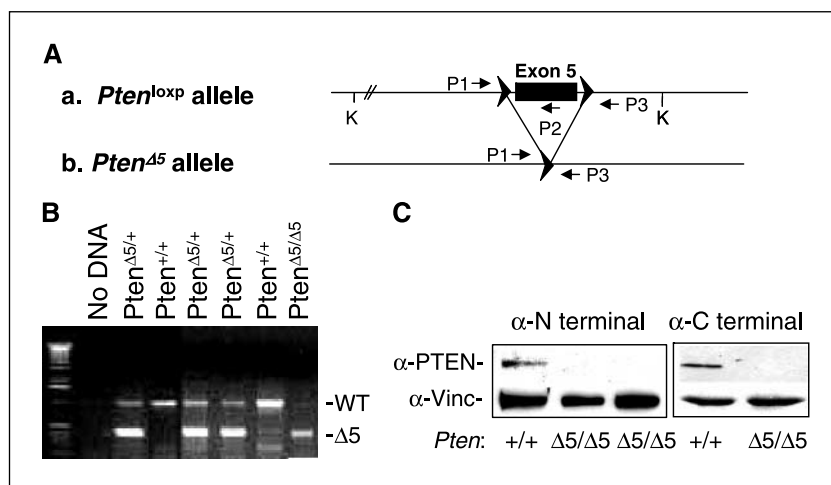 A
a. Pten^loxp allele
P1 Exon 5 P3
K // P2 K
b. Pten^Δ5 allele
P1 P3
B
No DNA
Pten^Δ5/+
Pten^+/+
Pten^Δ5/+
Pten^Δ5/+
Pten^+/+
Pten^Δ5/Δ5
-WT
-Δ5
C
α-N terminal α-C terminal
α-PTEN-
α-Vinc-
Pten: +/+ Δ5/Δ5 Δ5/Δ5 +/+ Δ5/Δ5